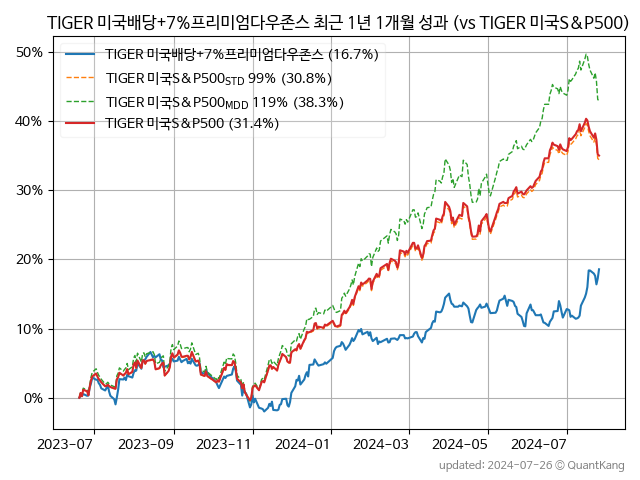 TIGER 미국배당+7%프리미엄다우존스 최근 1년 1개월 성과 (vs TIGER 미국S&P500)
TIGER 미국배당+7%프리미엄다우존스 (16.7%)
TIGER 미국S&P500STD 99% (30.8%)
TIGER 미국S&P500MDD 119% (38.3%)
TIGER 미국S&P500 (31.4%)
50%
40%
30%
20%
10%
0%
2023-07 2023-09 2023-11 2024-01 2024-03 2024-05 2024-07
updated: 2024-07-26 © QuantKang